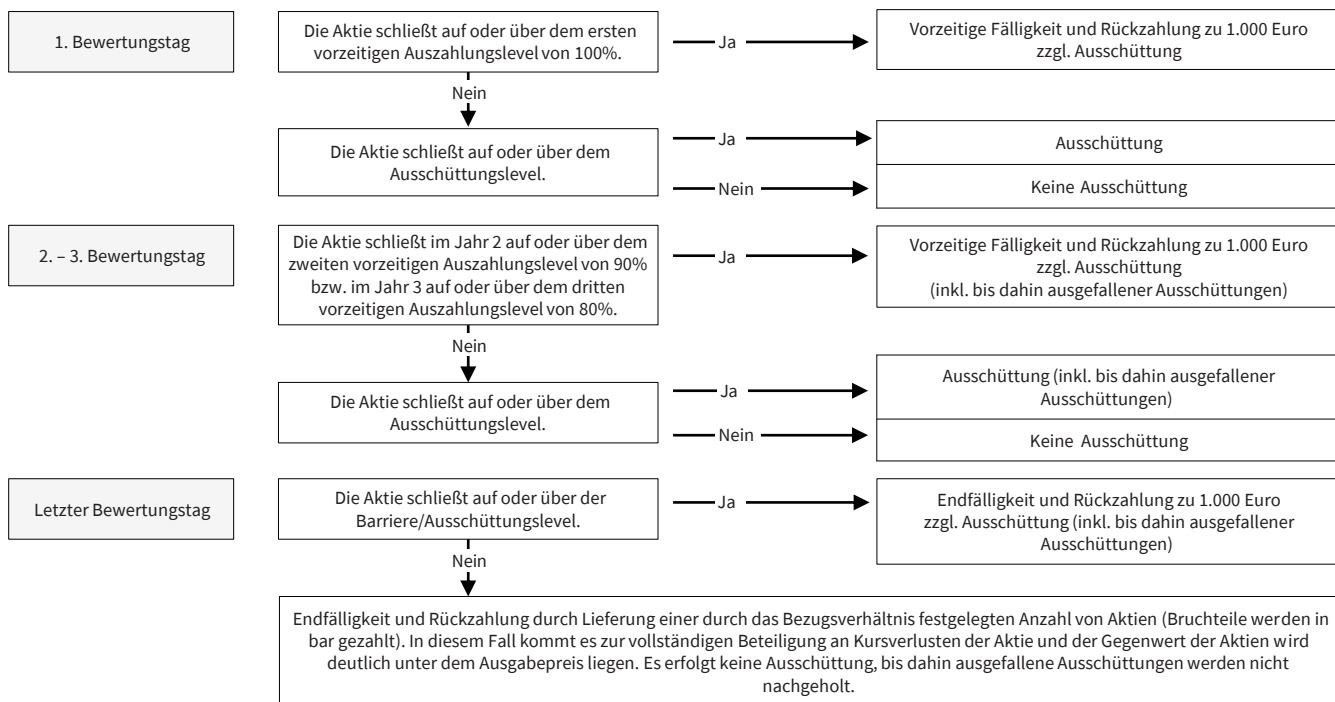 1. Bewertungstag
Die Aktie schließt auf oder über dem ersten
vorzeitigen Auszahlungslevel von 100%.
Ja
Vorzeitige Fälligkeit und Rückzahlung zu 1.000 Euro
zzgl. Ausschüttung
Nein
Die Aktie schließt auf oder über dem
Ausschüttungslevel.
Ja
Ausschüttung
Nein
Keine Ausschüttung
2. – 3. Bewertungstag
Die Aktie schließt im Jahr 2 auf oder über dem
zweiten vorzeitigen Auszahlungslevel von 90%
bzw. im Jahr 3 auf oder über dem dritten
vorzeitigen Auszahlungslevel von 80%.
Ja
Vorzeitige Fälligkeit und Rückzahlung zu 1.000 Euro
zzgl. Ausschüttung
(inkl. bis dahin ausgefallener Ausschüttungen)
Nein
Die Aktie schließt auf oder über dem
Ausschüttungslevel.
Ja
Ausschüttung (inkl. bis dahin ausgefallener
Ausschüttungen)
Nein
Keine Ausschüttung
Letzter Bewertungstag
Die Aktie schließt auf oder über der
Barriere/Ausschüttungslevel.
Ja
Endfälligkeit und Rückzahlung zu 1.000 Euro
zzgl. Ausschüttung (inkl. bis dahin ausgefallener
Ausschüttungen)
Nein
Endfälligkeit und Rückzahlung durch Lieferung einer durch das Bezugsverhältnis festgelegten Anzahl von Aktien (Bruchteile werden in
bar gezahlt). In diesem Fall kommt es zur vollständigen Beteiligung an Kursverlusten der Aktie und der Gegenwert der Aktien wird
deutlich unter dem Ausgabepreis liegen. Es erfolgt keine Ausschüttung, bis dahin ausgefallene Ausschüttungen werden nicht
nachgeholt.